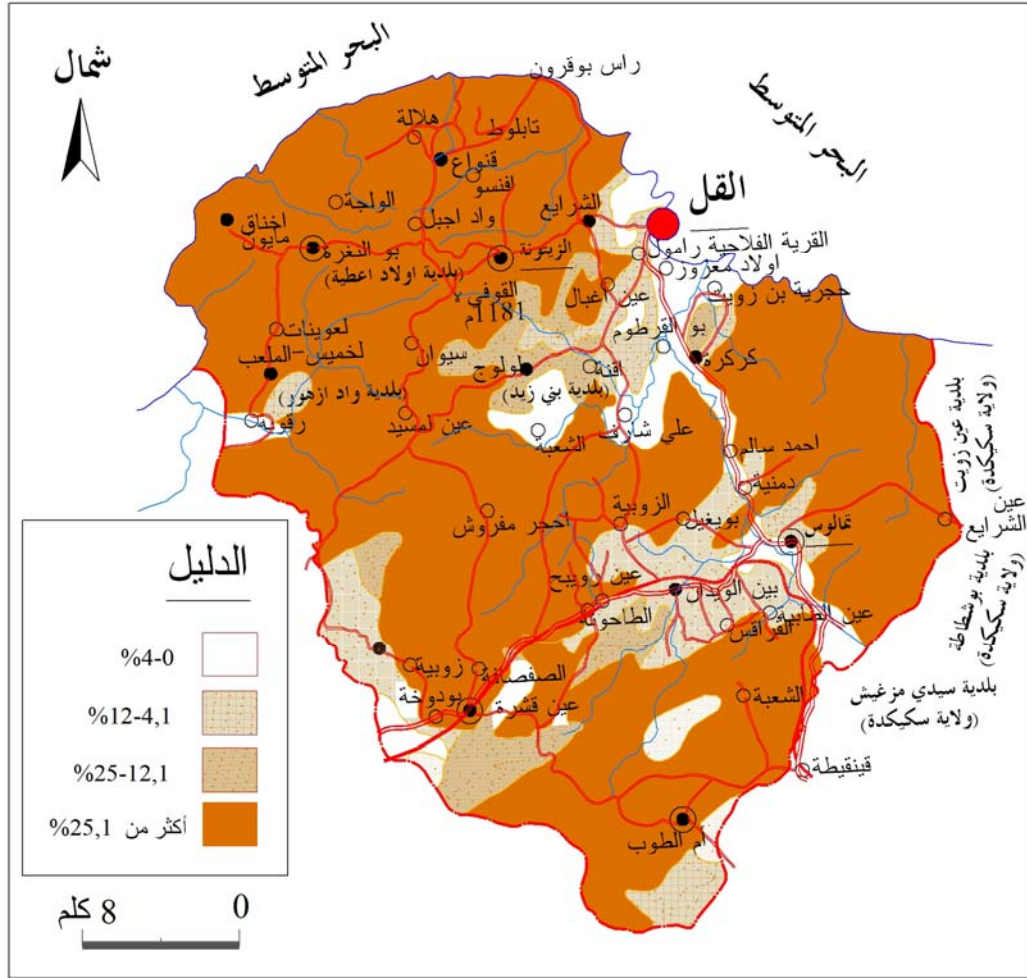 البحر المتوسط
شمال
راس بوقرون
البحر المتوسط
تابلوط
هلالة
قنواع
افنسو
الولجة
واد اجبل
الشرايع
القل
اخناق
مايون
بو النغرة
(بلدية اولاد اعطية)
الزيتونة
القرية الفلاحية رامول
اولاد معزوز
القوفي
1181م
عين اغبال
حجرية بن زويت
بو القرطوم
كركرة
لعوينات
لخميس-الملعب
(بلدية واد ازهور)
سيوان
لولوج
(بلدية بني زيد)
افنة
رقوبة
عين لمسيد
الشعبة
علي شارف
احمد سالم
دمنية
بلدية عين زويت
(ولاية سكيكدة)
عين الشرايع
احجر مفروش
الزوبية
بويغيل
تمالوس
بلدية بوشطاطة
(ولاية سكيكدة)
عين رويبح
الطاحونة
بين الويدان
القراقس
عين الصابية
زوبية
الصفصافة
بودوخة
عين قشرة
الشعبة
بلدية سيدي مزغيش
(ولاية سكيكدة)
قينقيطة
أم الطوب
الدليل
%4-0
%12-4,1
%25-12,1
أكثر من 25,1%
8 كلم
0